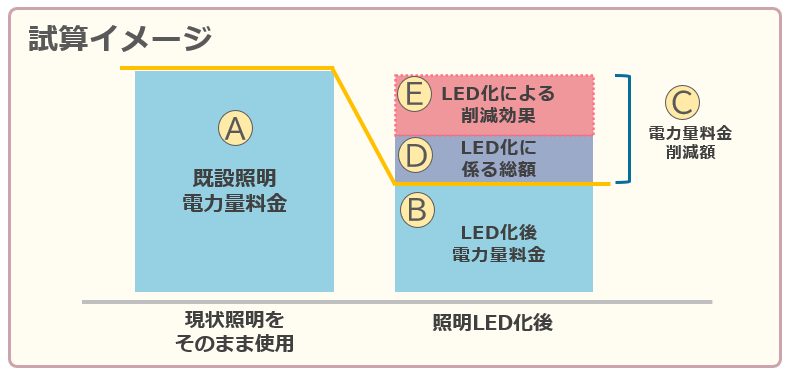 試算イメージ
A
既設照明
電力量料金
現状照明を
そのまま使用
E
LED化による
削減効果
D
LED化に
係る総額
B
LED化後
電力量料金
照明LED化後
C
電力量料金
削減額